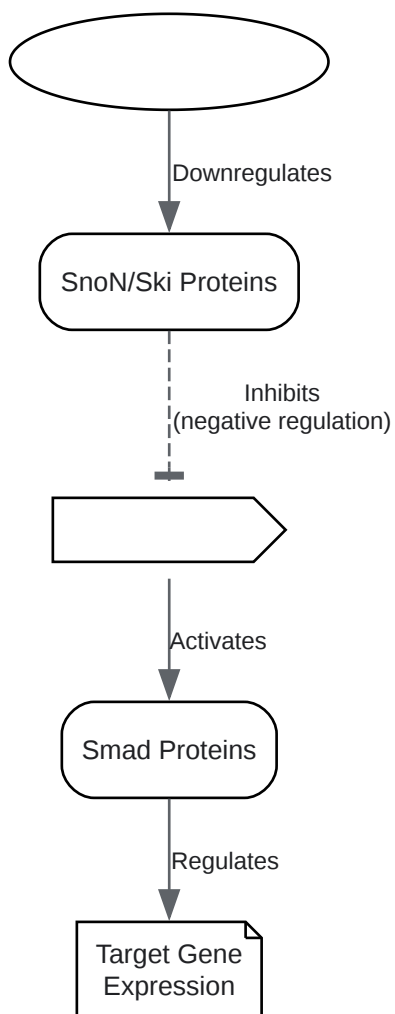 Downregulates
SnoN/Ski Proteins
Inhibits
(negative regulation)
Activates
Smad Proteins
Regulates
Target Gene
Expression